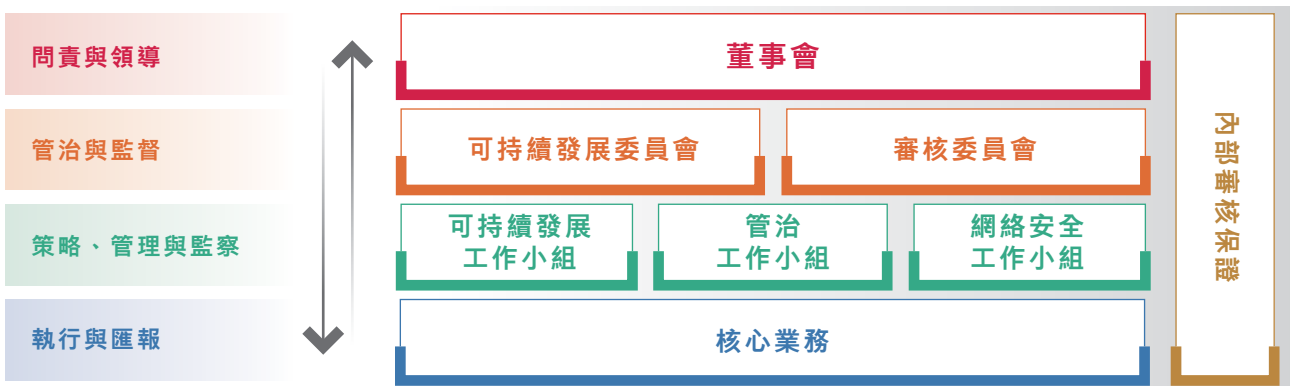 問責與領導
董事會
管治與監督
可持續發展委員會
審核委員會
策略、管理與監察
可持續發展
工作小組
管治
工作小組
網絡安全
工作小組
執行與匯報
核心業務
內部審核保證